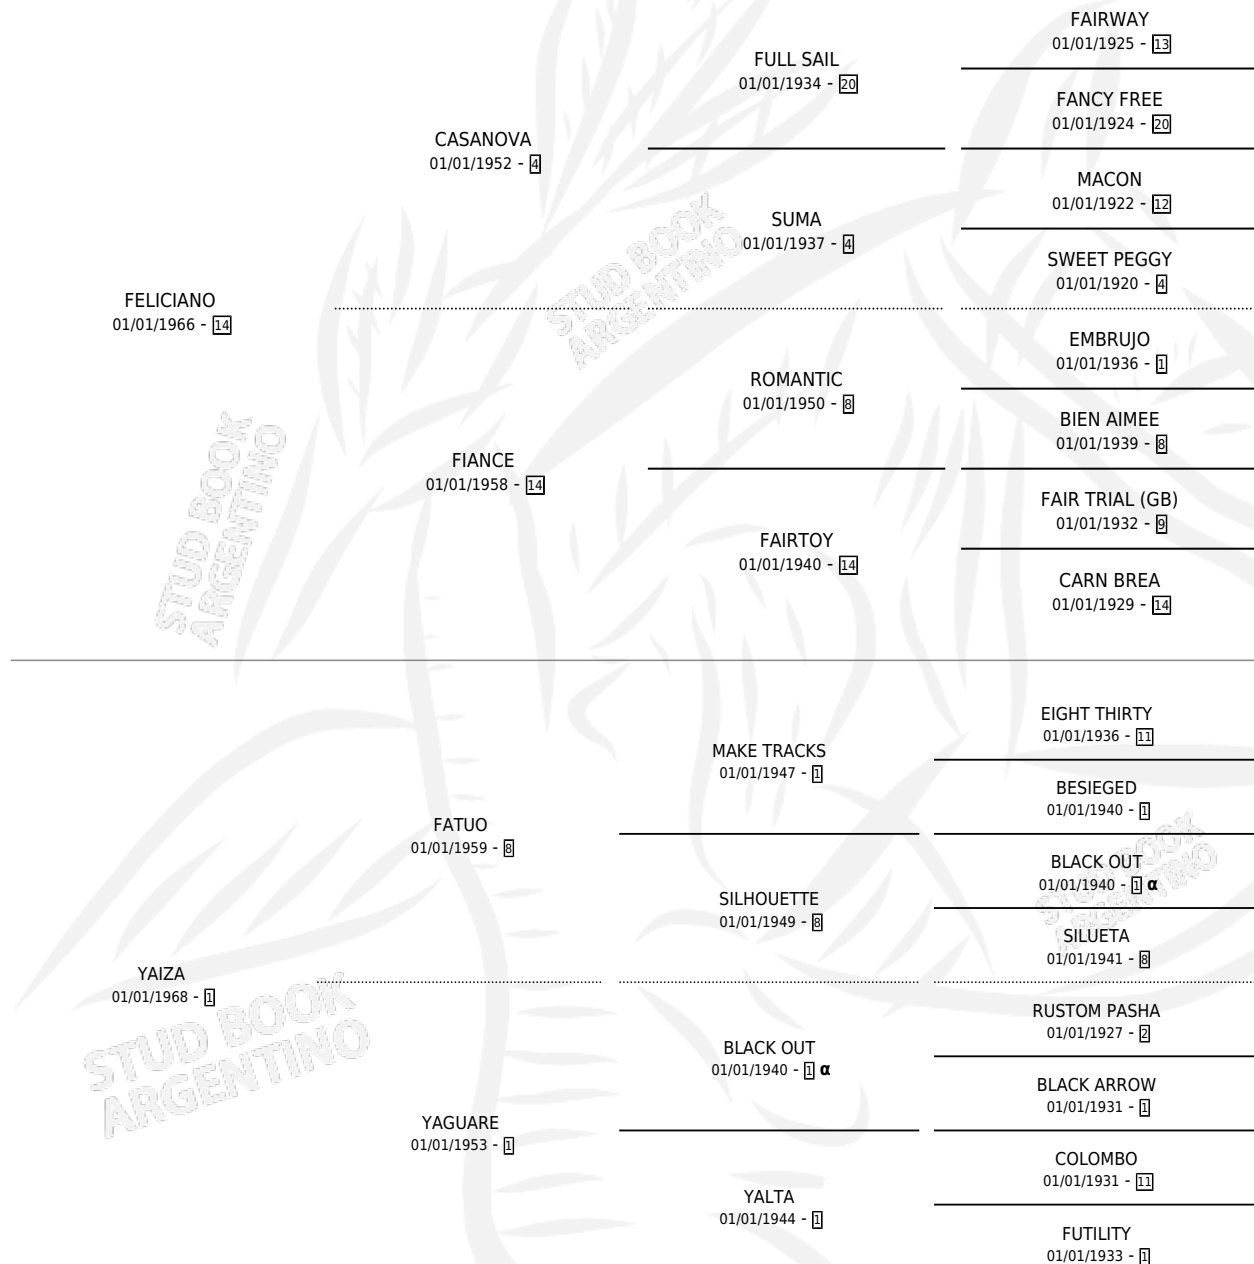 FAIRWAY
01/01/1925 - 13
FULL SAIL
01/01/1934 - 20
FANCY FREE
01/01/1924 - 20
CASANOVA
01/01/1952 - 4
MACON
01/01/1922 - 12
SUMA
01/01/1937 - 4
SWEET PEGGY
01/01/1920 - 4
FELICIANO
01/01/1966 - 14
STUD BOOK
ARGENTINO
EMBRUJO
01/01/1936 - 1
ROMANTIC
01/01/1950 - 8
BIEN AIMEE
01/01/1939 - 8
FIANCE
01/01/1958 - 14
FAIR TRIAL (GB)
01/01/1932 - 9
FAIRTOY
01/01/1940 - 14
CARN BREA
01/01/1929 - 14
STUD BOOK
ARGENTINO
EIGHT THIRTY
01/01/1936 - 11
MAKE TRACKS
01/01/1947 - 1
BESIEGED
01/01/1940 - 1
FATUO
01/01/1959 - 8
BLACK OUT
01/01/1940 - 1 α
SILHOUETTE
01/01/1949 - 8
STUD BOOK
ARGENTINO
SILUETA
01/01/1941 - 8
YAIZA
01/01/1968 - 1
STUD BOOK
ARGENTINO
RUSTOM PASHA
01/01/1927 - 2
BLACK OUT
01/01/1940 - 1 α
BLACK ARROW
01/01/1931 - 1
YAGUARE
01/01/1953 - 1
COLOMBO
01/01/1931 - 11
YALTA
01/01/1944 - 1
FUTILITY
01/01/1933 - 1